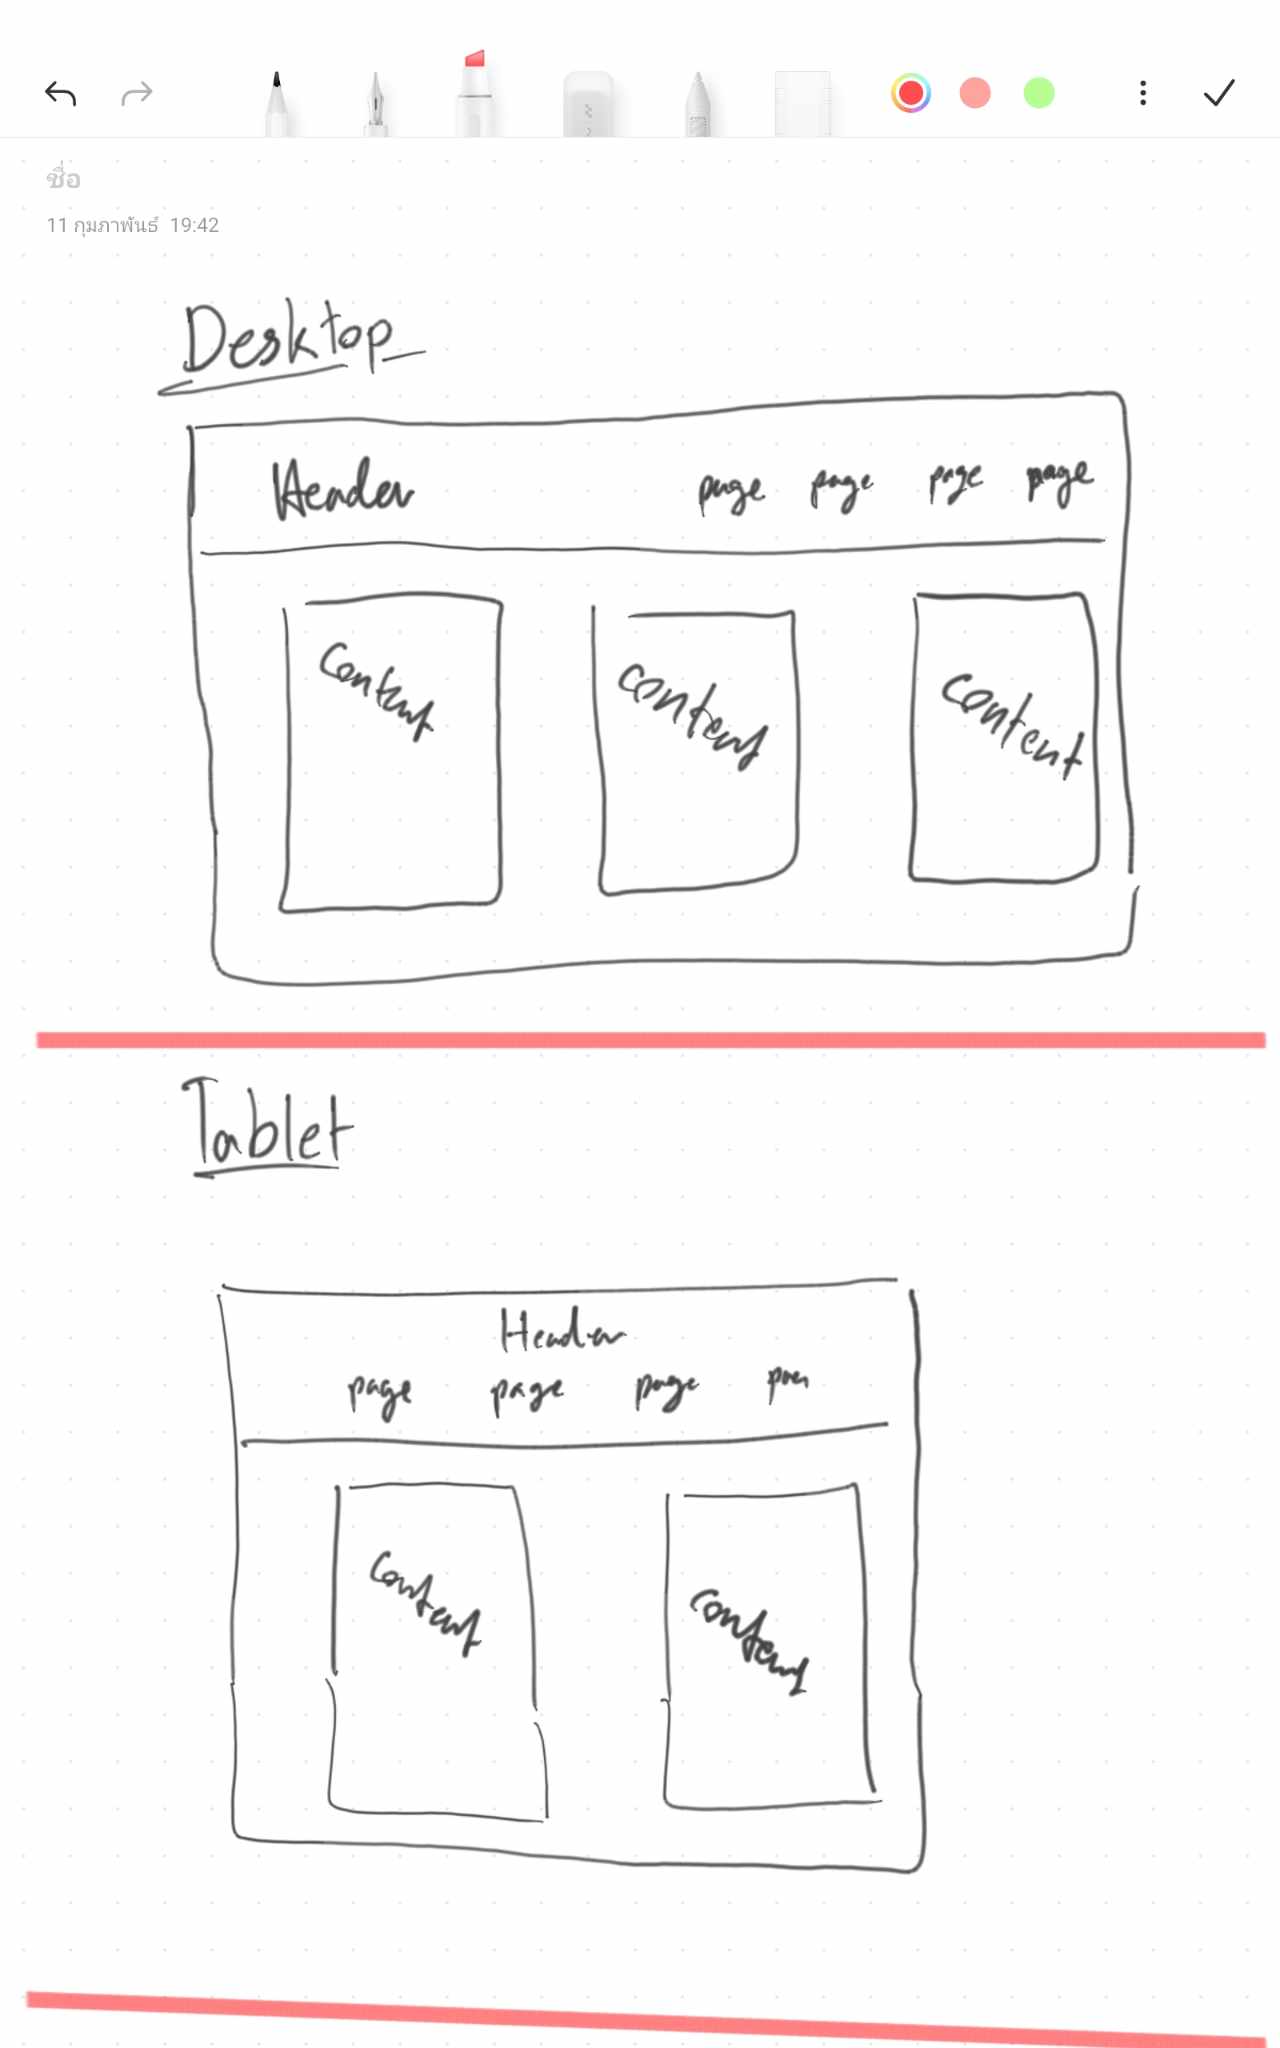 ชื่อ
11 กุมภาพันธ์ 19:42
Desktop
Header page page page page
Content content content
Tablet
Header
page page page
Content content